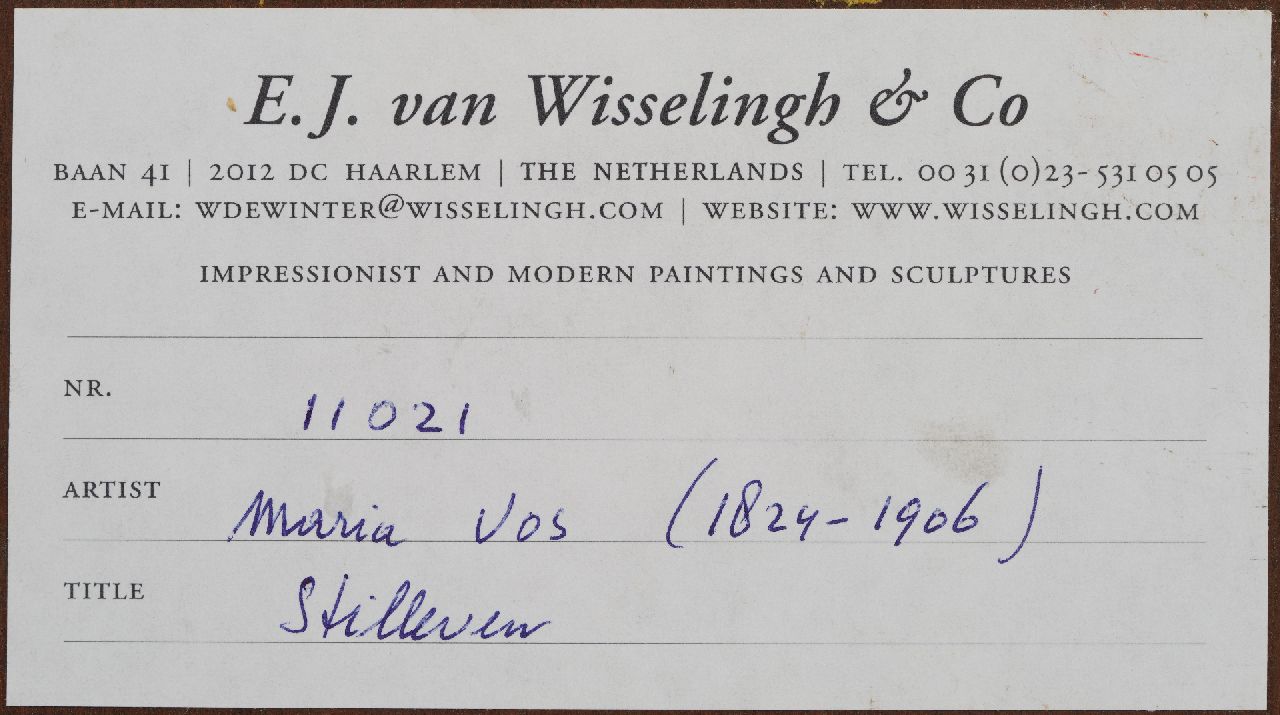 E. J. van Wisselingh & Co
BAAN 41 | 2012 DC HAARLEM | THE NETHERLANDS | TEL. 00 31 (0)23- 531 05 05
E-MAIL: WDEWINTER@WISSELINGH.COM | WEBSITE: WWW.WISSELINGH.COM
IMPRESSIONIST AND MODERN PAINTINGS AND SCULPTURES
NR. 11021
ARTIST Maria Vos (1824-1906)
TITLE Stilleven